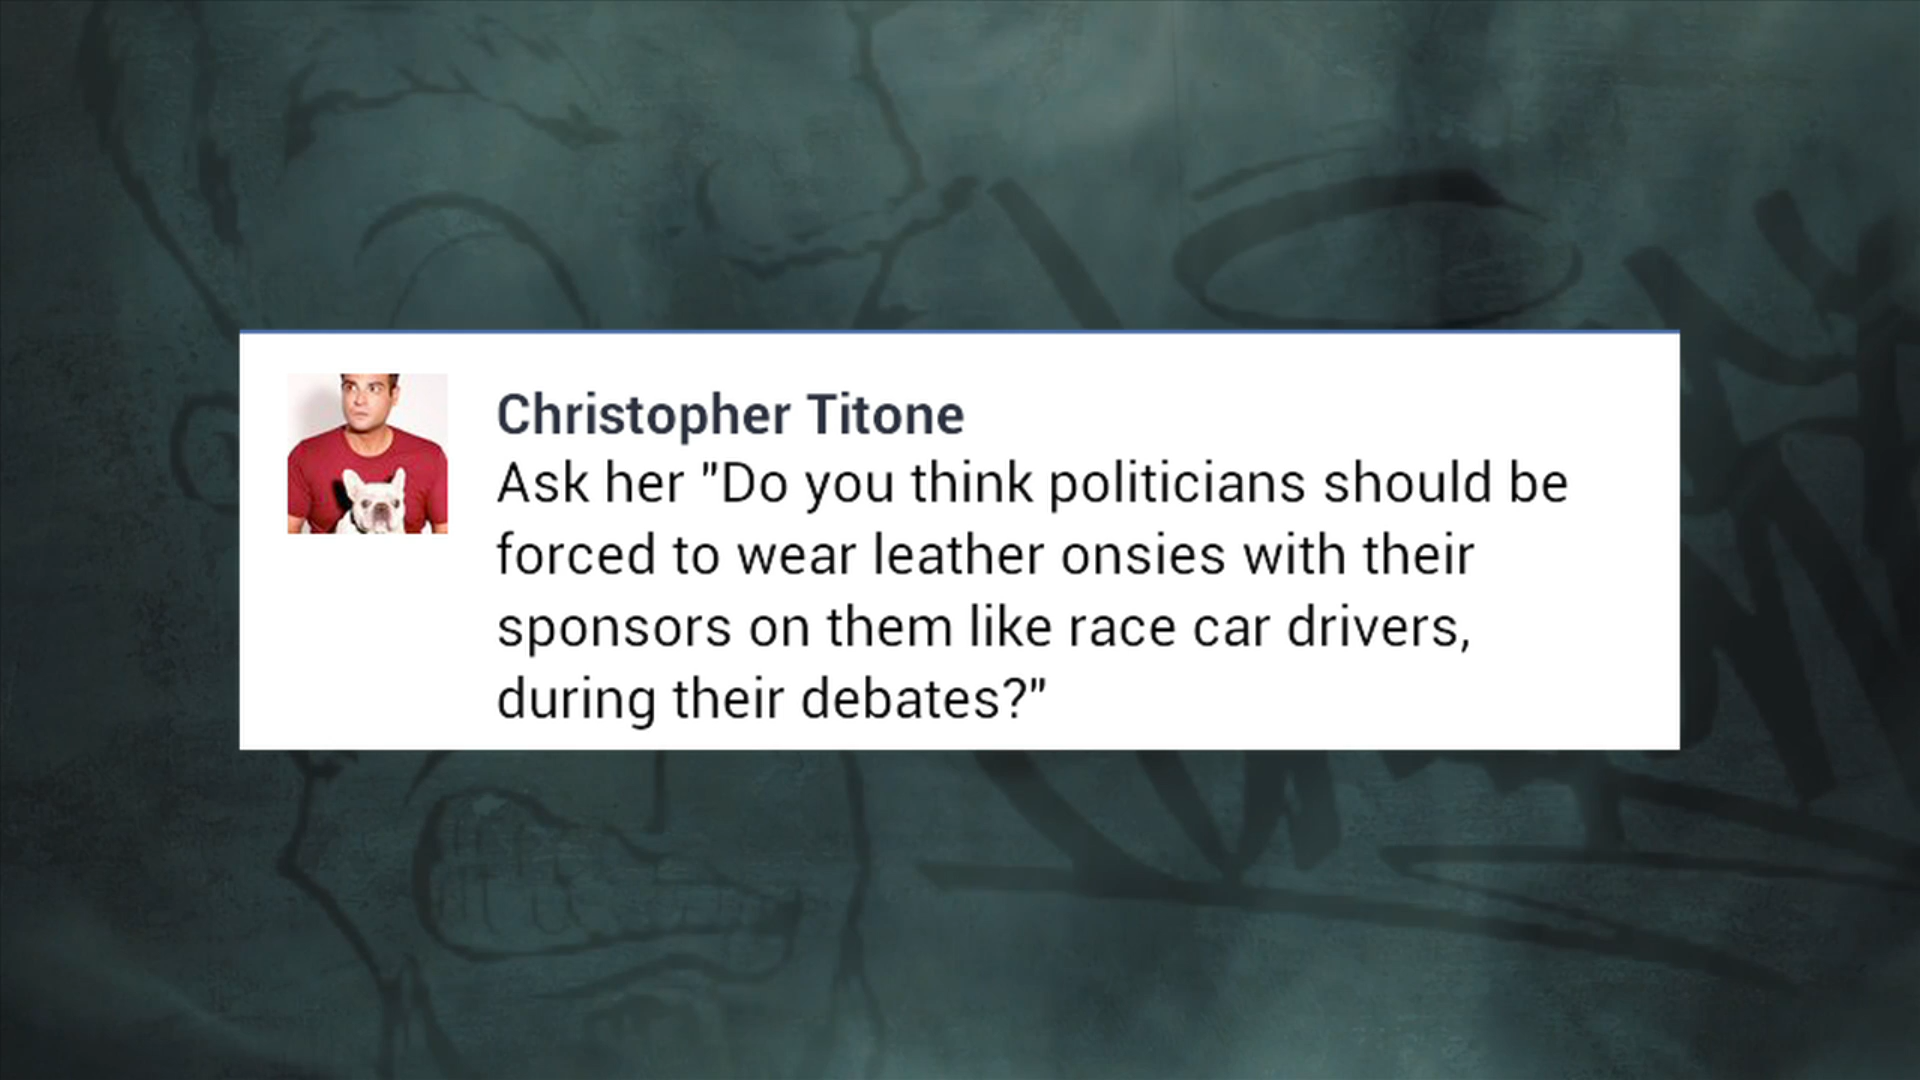 Christopher Titone
Ask her "Do you think politicians should be
forced to wear leather onsies with their
sponsors on them like race car drivers,
during their debates?"